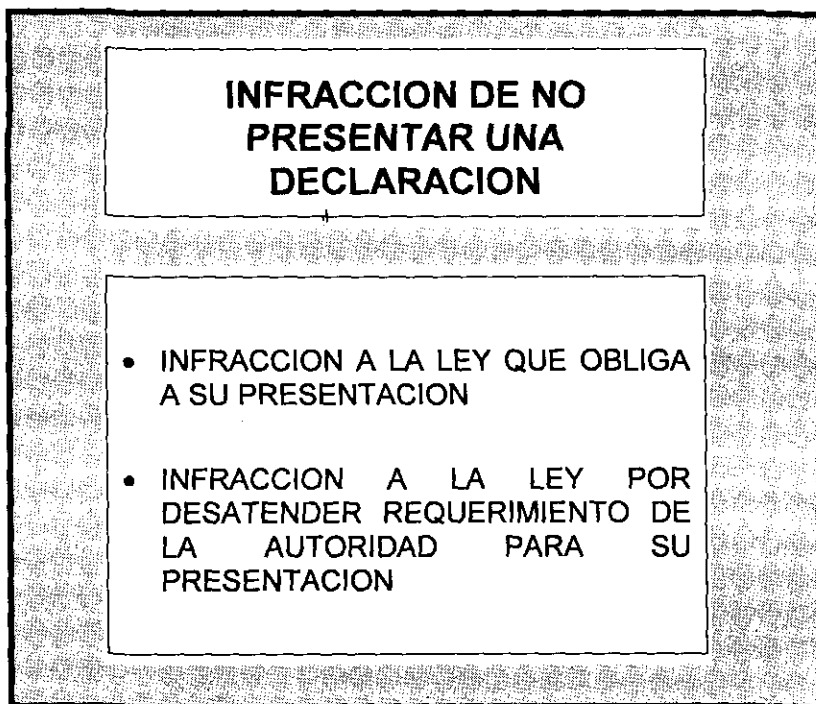 INFRACCION DE NO
PRESENTAR UNA
DECLARACION
• INFRACCION A LA LEY QUE OBLIGA
A SU PRESENTACION
• INFRACCION A LA LEY POR
DESATENDER REQUERIMIENTO DE
LA AUTORIDAD PARA SU
PRESENTACION